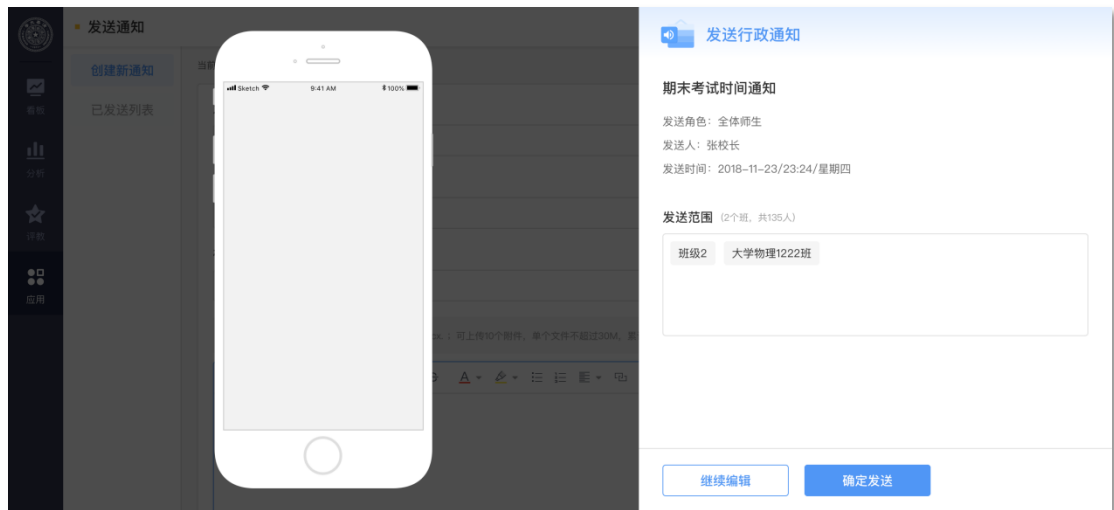 发送通知
创建新通知
已发送列表
看板
分析
评教
应用
Sketch 9:41 AM 100%
可上传10个附件，单个文件不超过30M，
A
发送行政通知
期末考试时间通知
发送角色：全体师生
发送人：张校长
发送时间：2018-11-23/23:24/星期四
发送范围 (2个班，共135人)
班级2 大学物理1222班
继续编辑 确定发送